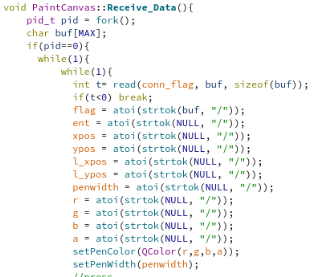 void PaintCanvas::Receive_Data(){
pid_t pid = fork();
char buf[MAX];
if(pid==0){
while(1){
while(1){
int t= read(conn_flag, buf, sizeof(buf));
if(t<0) break;
flag = atoi(strtok(buf, "/"));
ent = atoi(strtok(NULL, "/"));
xpos = atoi(strtok(NULL, "/"));
ypos = atoi(strtok(NULL, "/"));
l_xpos = atoi(strtok(NULL, "/"));
l_ypos = atoi(strtok(NULL, "/"));
penwidth = atoi(strtok(NULL, "/"));
r = atoi(strtok(NULL, "/"));
g = atoi(strtok(NULL, "/"));
b = atoi(strtok(NULL, "/"));
a = atoi(strtok(NULL, "/"));
setPenColor(QColor(r,g,b,a));
setPenWidth(penwidth);
//press